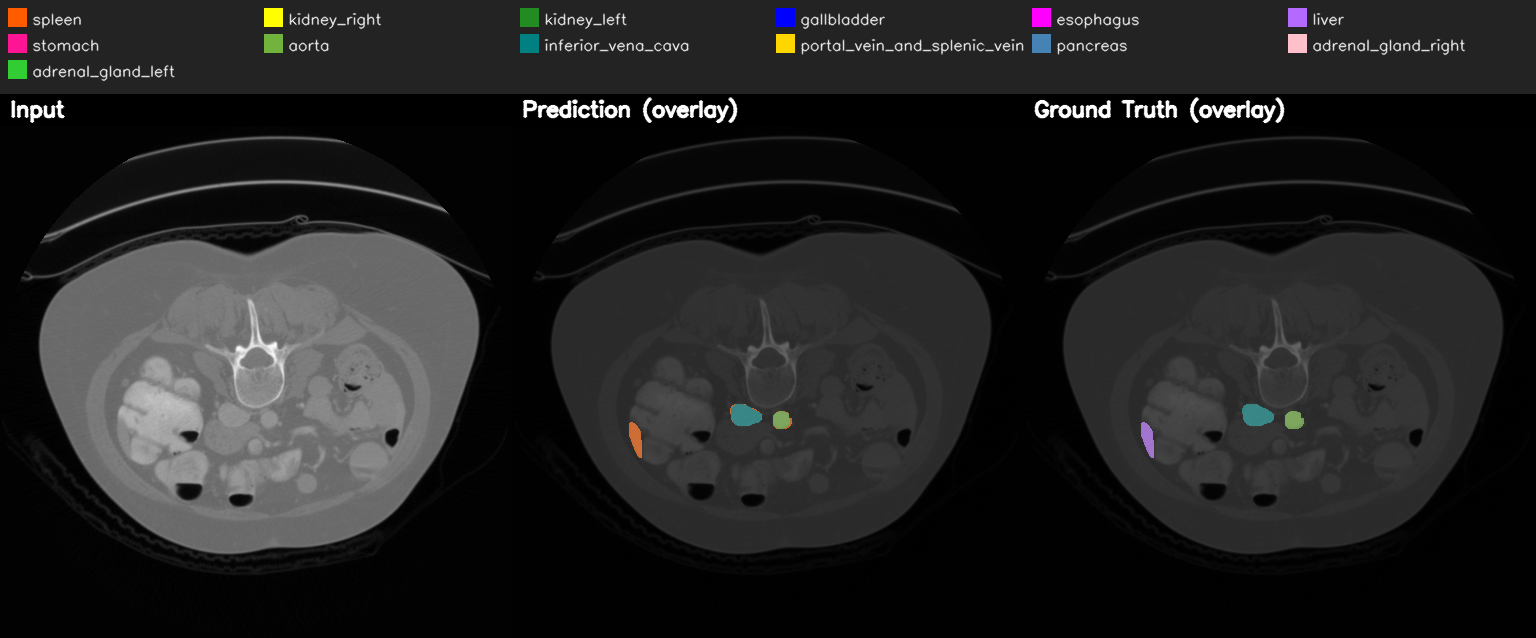 spleen kidney_right kidney_left gallbladder esophagus liver
stomach aorta inferior_vena_cava portal_vein_and_splenic_vein pancreas adrenal_gland_right
adrenal_gland_left
Input Prediction (overlay) Ground Truth (overlay)